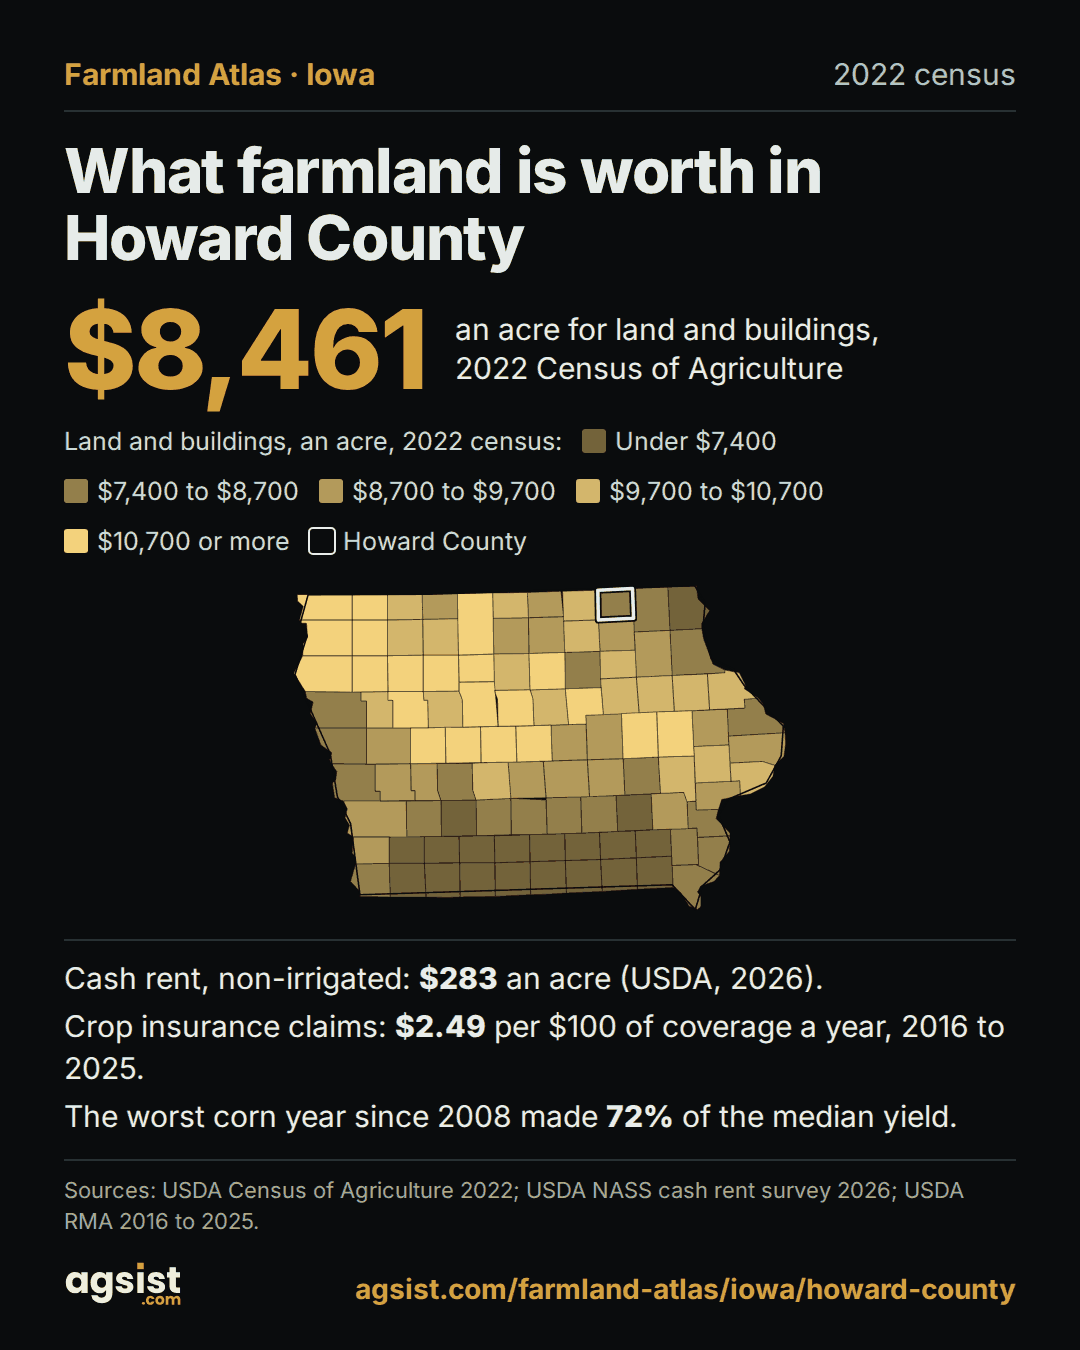 Farmland Atlas · Iowa
2022 census
What farmland is worth in
Howard County
$8,461
an acre for land and buildings,
2022 Census of Agriculture
Land and buildings, an acre, 2022 census: Under $7,400
$7,400 to $8,700 $8,700 to $9,700 $9,700 to $10,700
$10,700 or more Howard County
Cash rent, non-irrigated: $283 an acre (USDA, 2026).
Crop insurance claims: $2.49 per $100 of coverage a year, 2016 to
2025.
The worst corn year since 2008 made 72% of the median yield.
Sources: USDA Census of Agriculture 2022; USDA NASS cash rent survey 2026; USDA
RMA 2016 to 2025.
agsist
.com
agsist.com/farmland-atlas/iowa/howard-county